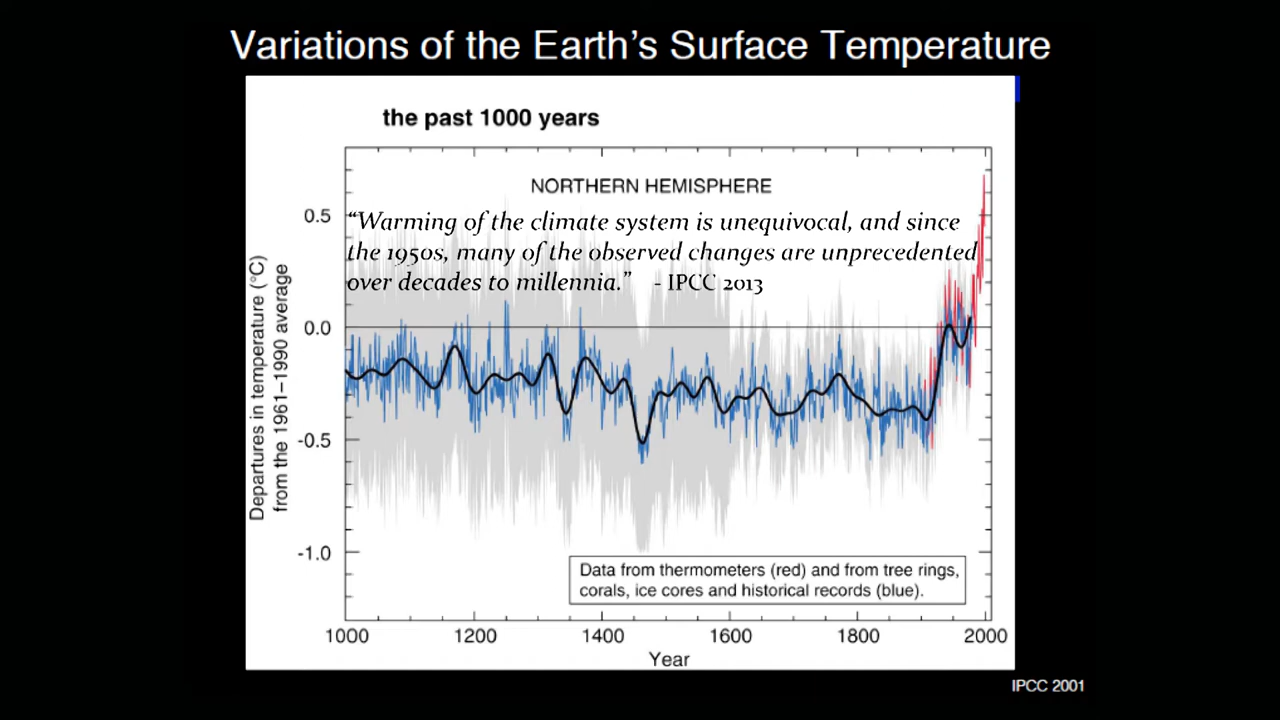 Variations of the Earth's Surface Temperature
the past 1000 years
NORTHERN HEMISPHERE
“Warming of the climate system is unequivocal, and since
the 1950s, many of the observed changes are unprecedented
over decades to millennia.” - IPCC 2013
Departures in temperature (°C)
from the 1961–1990 average
0.5
0.0
-0.5
-1.0
Data from thermometers (red) and from tree rings,
corals, ice cores and historical records (blue).
1000 1200 1400 1600 1800 2000
Year
IPCC 2001